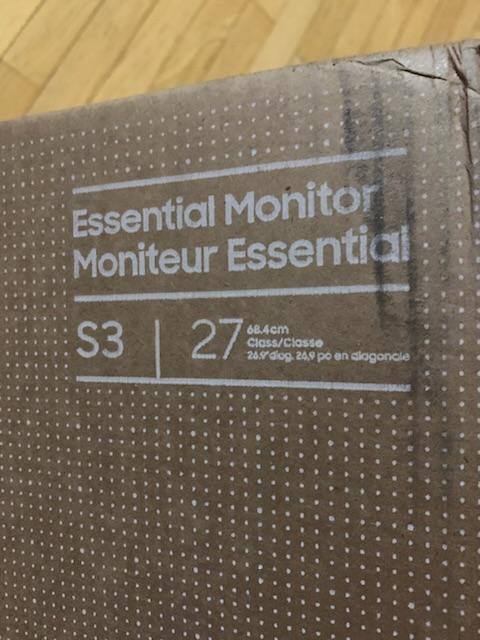 Essential Monitor
Moniteur Essential
S3 | 27
68.4cm
Class/Classe
26.9"diag. 26,9 po en diagonale